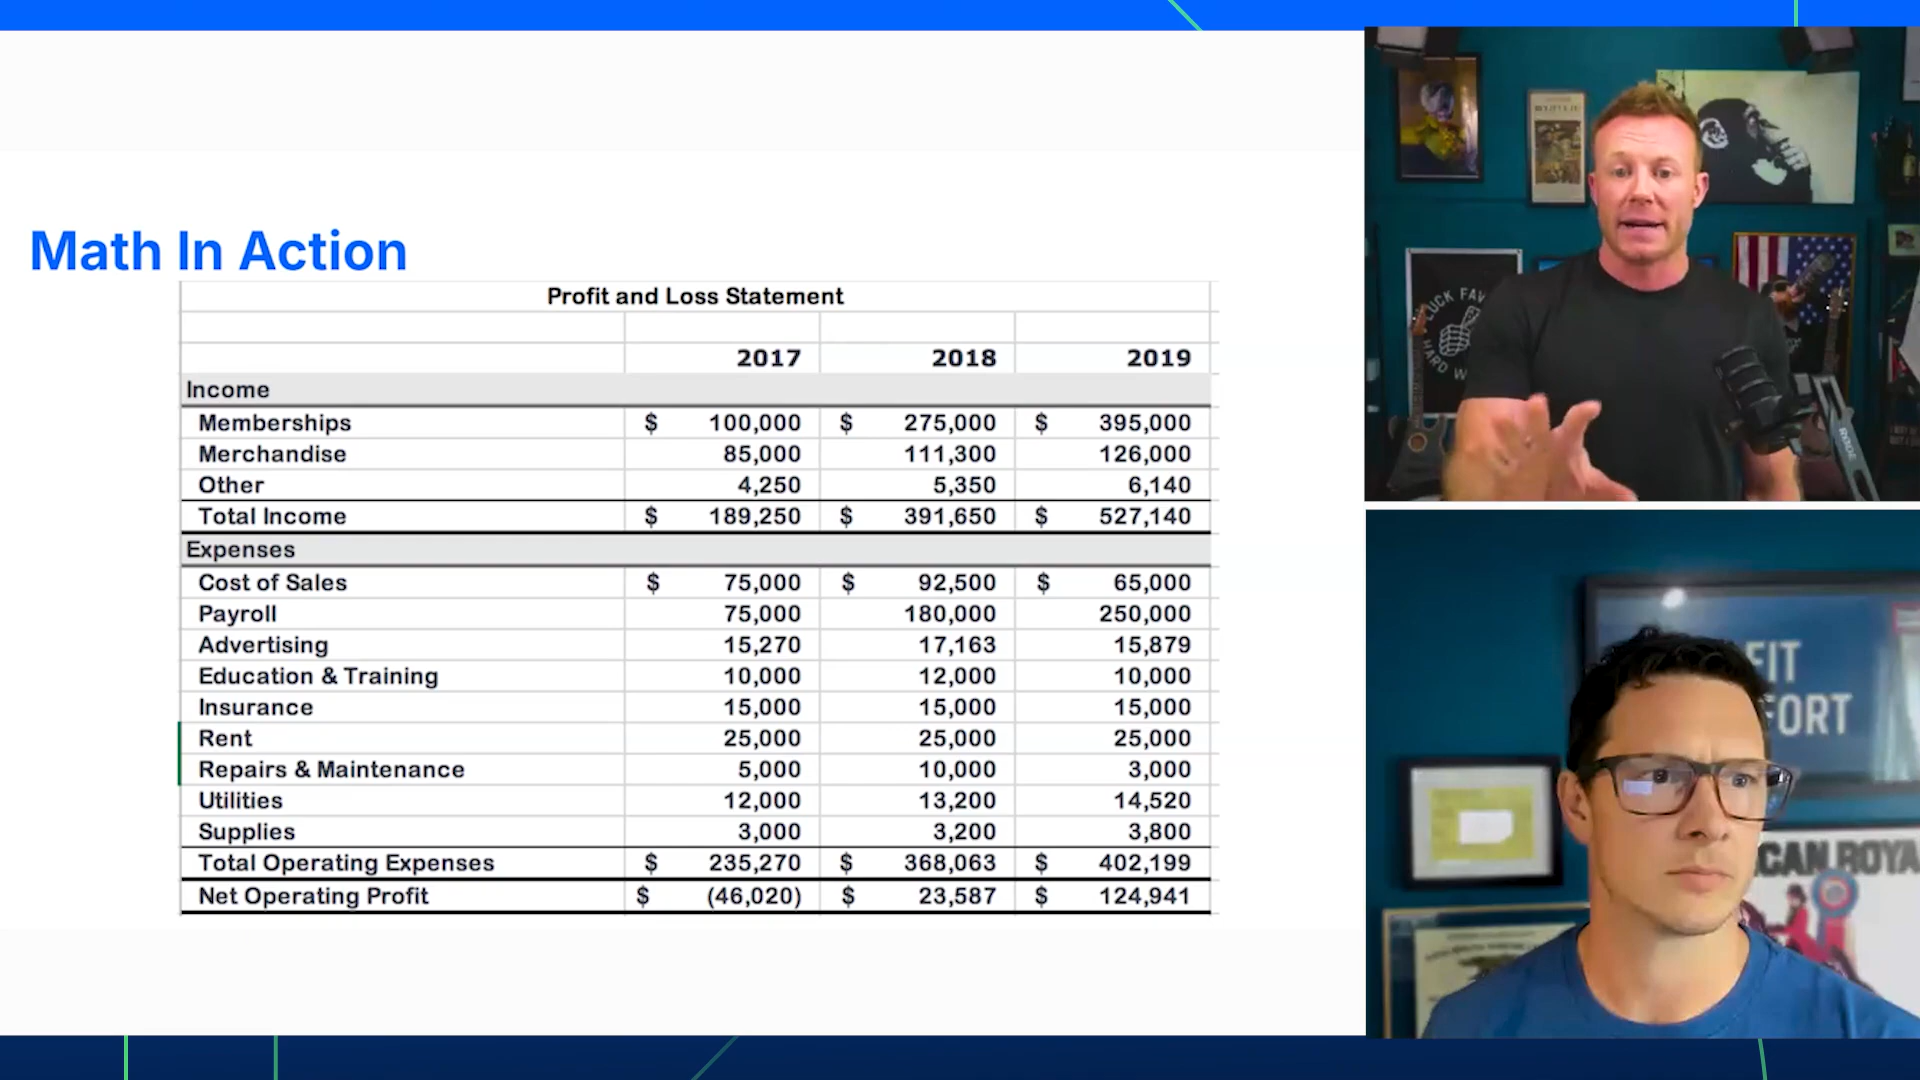 Math In Action
Profit and Loss Statement
2017 2018 2019
Income
Memberships $ 100,000 $ 275,000 $ 395,000
Merchandise 85,000 111,300 126,000
Other 4,250 5,350 6,140
Total Income $ 189,250 $ 391,650 $ 527,140
Expenses
Cost of Sales $ 75,000 $ 92,500 $ 65,000
Payroll 75,000 180,000 250,000
Advertising 15,270 17,163 15,879
Education & Training 10,000 12,000 10,000
Insurance 15,000 15,000 15,000
Rent 25,000 25,000 25,000
Repairs & Maintenance 5,000 10,000 3,000
Utilities 12,000 13,200 14,520
Supplies 3,000 3,200 3,800
Total Operating Expenses $ 235,270 $ 368,063 $ 402,199
Net Operating Profit $ (46,020) $ 23,587 $ 124,941
LUCK FAV
HARD W
RODE
FIT
FORT
CAN ROYA